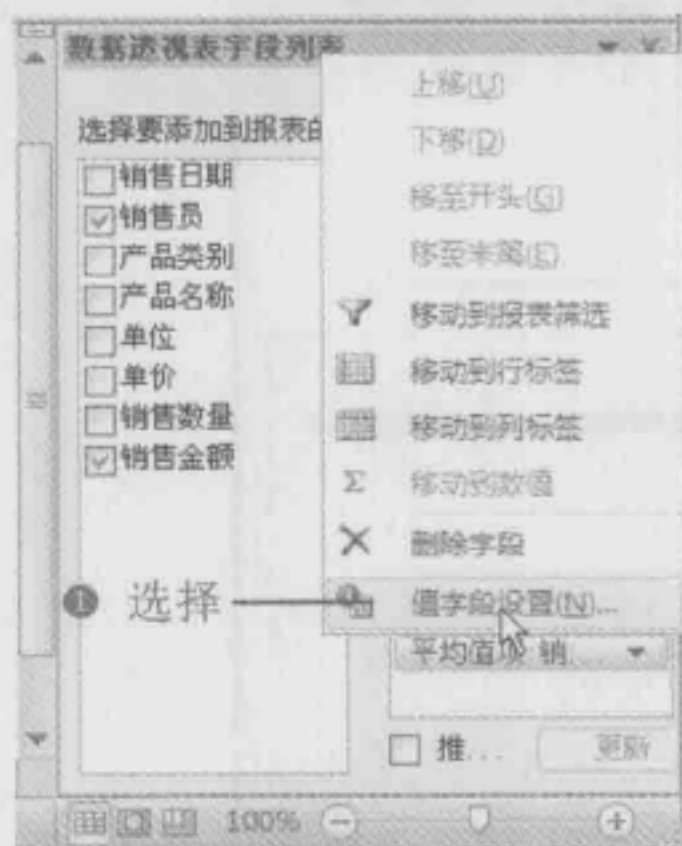 数据透视表字段列表
选择要添加到报表的
销售日期
销售员
产品类别
产品名称
单位
单价
销售数量
销售金额
上移(U)
下移(D)
移至开头(G)
移至末尾(E)
移动到报表筛选
移动到行标签
移动到列标签
Σ 移动到数值
删除字段
值字段设置(N)...
❶ 选择
平均值项 销...
推...
更新
100%